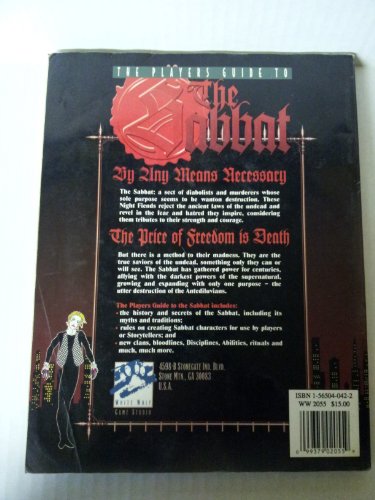 THE PLAYERS GUIDE TO
The
Sabbat
By Any Means Necessary
The Sabbat: a sect of diabolists and murderers whose
sole purpose seems to be wanton destruction. These
Night Fiends reject the ancient laws of the undead and
revel in the fear and hatred they inspire, considering
them tributes to their strength and courage.
The Price of Freedom is Death
But there is a method to their madness. They are the
true saviors of the undead, something only they can or
will see. The Sabbat has gathered power for centuries,
allying with the darkest powers of the supernatural,
growing and expanding with only one purpose – the
utter destruction of the Antediluvians.
The Players Guide to the Sabbat includes:
• the history and secrets of the Sabbat, including its
myths and traditions;
• rules on creating Sabbat characters for use by players
or Storytellers; and
• new clans, bloodlines, Disciplines, Abilities, rituals and
much, much more.
4598-B STONEGATE IND. BLVD.
STONE MTN., GA 30083
U.S.A.
WHITE WOLF
GAME STUDIO
ISBN 1-56504-042-2
WW 2055 $15.00
0 99379 02055 9